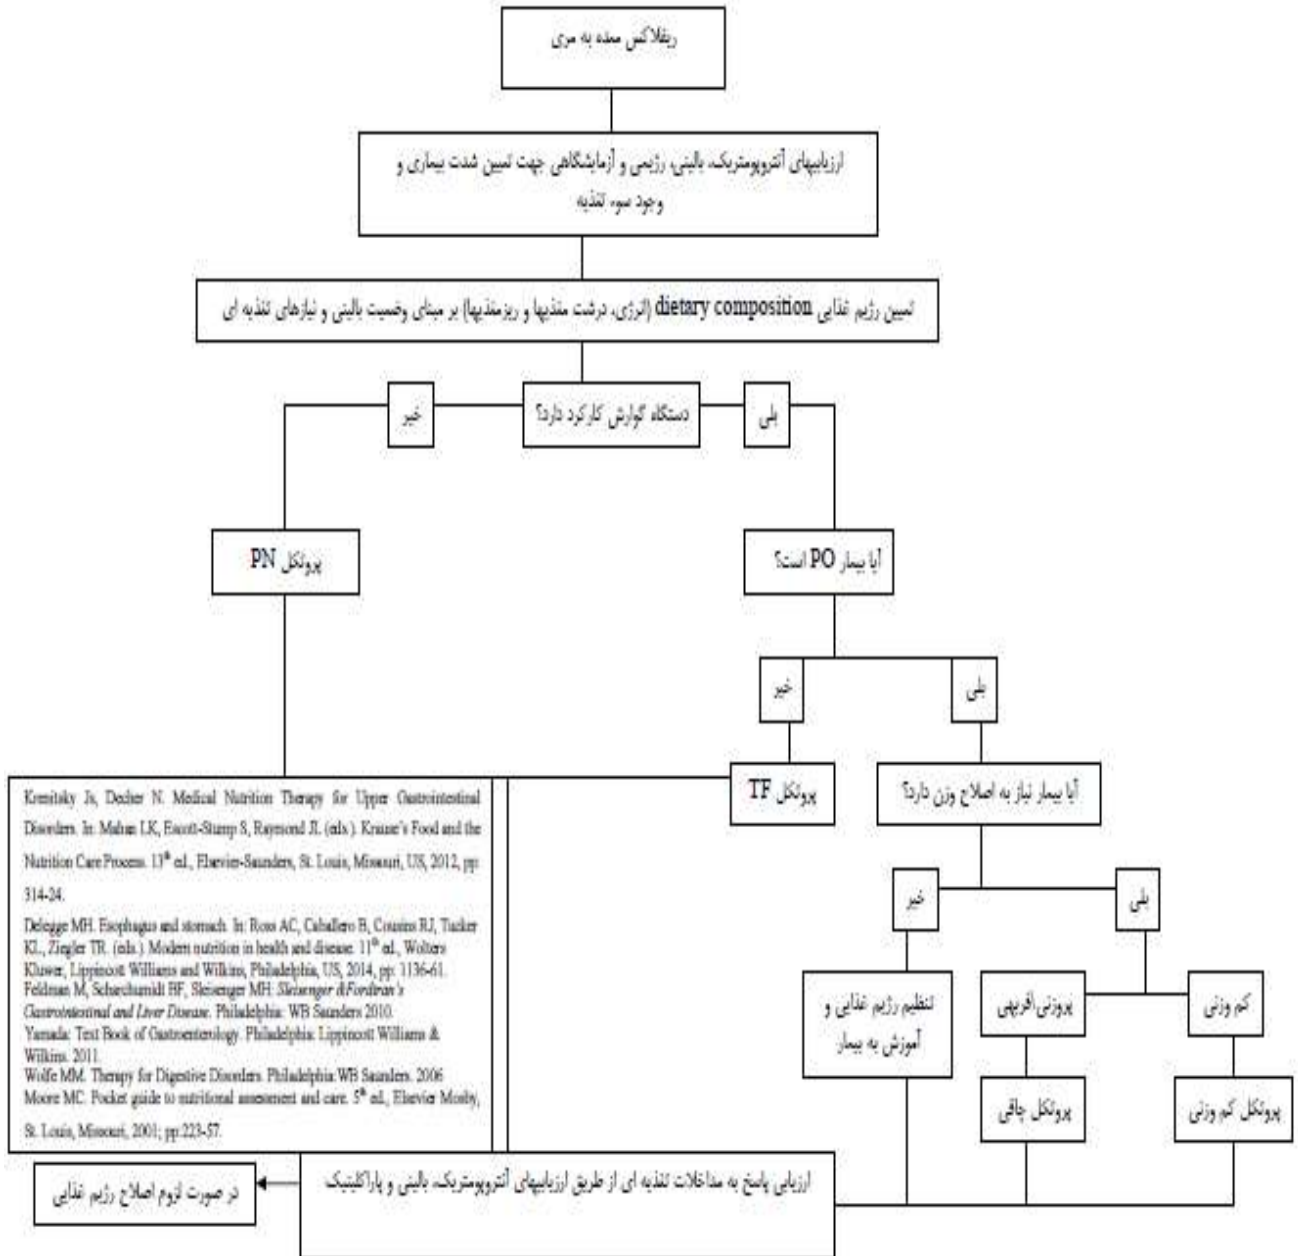 ریفلاکس معده به مری
ارزیابیهای آنتروپومتریک، بالینی، رژیمی و آزمایشگاهی جهت تعیین شدت بیماری و
وجود سوء تغذیه
تعیین رژیم غذایی dietary composition (انرژی، درشت مغذیها و ریزمغذیها) بر مبنای وضعیت بالینی و نیازهای تغذیه ای
دستگاه گوارش کارکرد دارد؟
بلی
خیر
پروتکل PN
آیا بیمار PO است؟
خیر
بلی
پروتکل TF
آیا بیمار نیاز به اصلاح وزن دارد؟
خیر
بلی
تنظیم رژیم غذایی و
آموزش به بیمار
پروزنی/فربهی
کم وزنی
پروتکل چاقی
پروتکل کم وزنی
Krenitsky Js, Decher N. Medical Nutrition Therapy for Upper Gastrointestinal
Disorders. In: Mahan LK, Escott-Stump S, Raymond JL (eds.). Krause's Food and the
Nutrition Care Process. 13th ed., Elsevier-Saunders, St. Louis, Missouri, US, 2012, pp:
314-24.
Delegge MH. Esophagus and stomach. In: Ross AC, Caballero B, Cousins RJ, Tucker
KL, Ziegler TR. (eds.). Modern nutrition in health and disease. 11th ed., Wolters
Kluwer, Lippincott Williams and Wilkins, Philadelphia, US, 2014, pp: 1136-61.
Feldman M, Scharchumidt BF, Sleisenger MH: Sleisenger &Fordtran's
Gastrointestinal and Liver Disease. Philadelphia: WB Saunders 2010.
Yamada: Text Book of Gastroenterology. Philadelphia: Lippincott Williams &
Wilkins. 2011.
Wolfe MM. Therapy for Digestive Disorders. Philadelphia:WB Saunders. 2006
Moore MC. Pocket guide to nutritional assessment and care. 5th ed., Elsevier Mosby,
St. Louis, Missouri, 2001; pp:223-57.
ارزیابی پاسخ به مداخلات تغذیه ای از طریق ارزیابیهای آنتروپومتریک، بالینی و پاراکلینیک
در صورت لزوم اصلاح رژیم غذایی